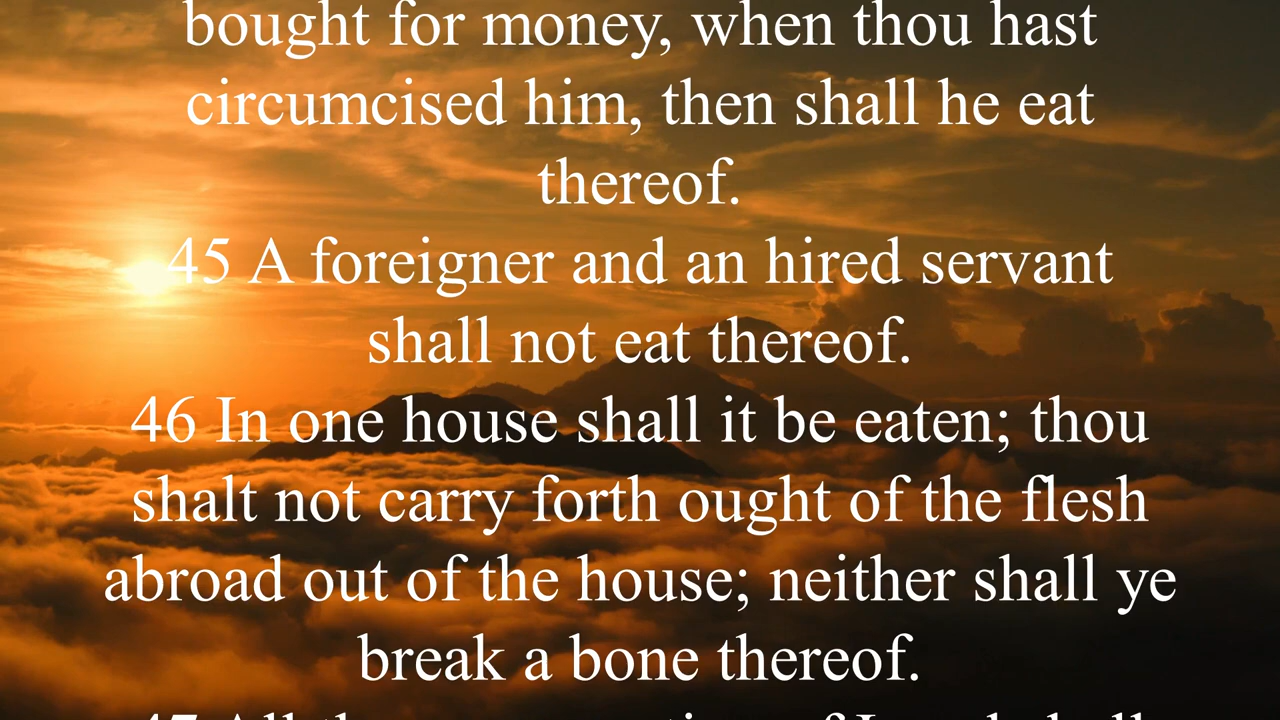 bought for money, when thou hast
circumcised him, then shall he eat
thereof.
45 A foreigner and an hired servant
shall not eat thereof.
46 In one house shall it be eaten; thou
shalt not carry forth ought of the flesh
abroad out of the house; neither shall ye
break a bone thereof.